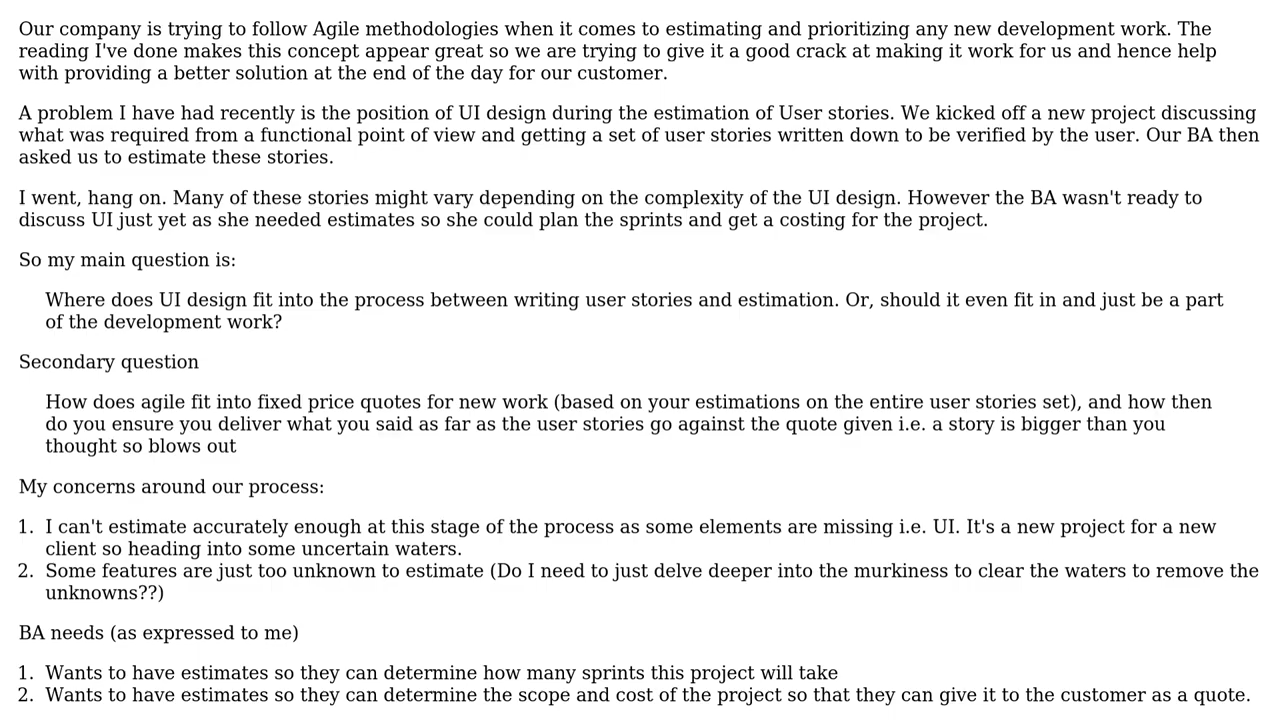 Our company is trying to follow Agile methodologies when it comes to estimating and prioritizing any new development work. The
reading I've done makes this concept appear great so we are trying to give it a good crack at making it work for us and hence help
with providing a better solution at the end of the day for our customer.
A problem I have had recently is the position of UI design during the estimation of User stories. We kicked off a new project discussing
what was required from a functional point of view and getting a set of user stories written down to be verified by the user. Our BA then
asked us to estimate these stories.
I went, hang on. Many of these stories might vary depending on the complexity of the UI design. However the BA wasn't ready to
discuss UI just yet as she needed estimates so she could plan the sprints and get a costing for the project.
So my main question is:
Where does UI design fit into the process between writing user stories and estimation. Or, should it even fit in and just be a part
of the development work?
Secondary question
How does agile fit into fixed price quotes for new work (based on your estimations on the entire user stories set), and how then
do you ensure you deliver what you said as far as the user stories go against the quote given i.e. a story is bigger than you
thought so blows out
My concerns around our process:
1. I can't estimate accurately enough at this stage of the process as some elements are missing i.e. UI. It's a new project for a new
client so heading into some uncertain waters.
2. Some features are just too unknown to estimate (Do I need to just delve deeper into the murkiness to clear the waters to remove the
unknowns??)
BA needs (as expressed to me)
1. Wants to have estimates so they can determine how many sprints this project will take
2. Wants to have estimates so they can determine the scope and cost of the project so that they can give it to the customer as a quote.